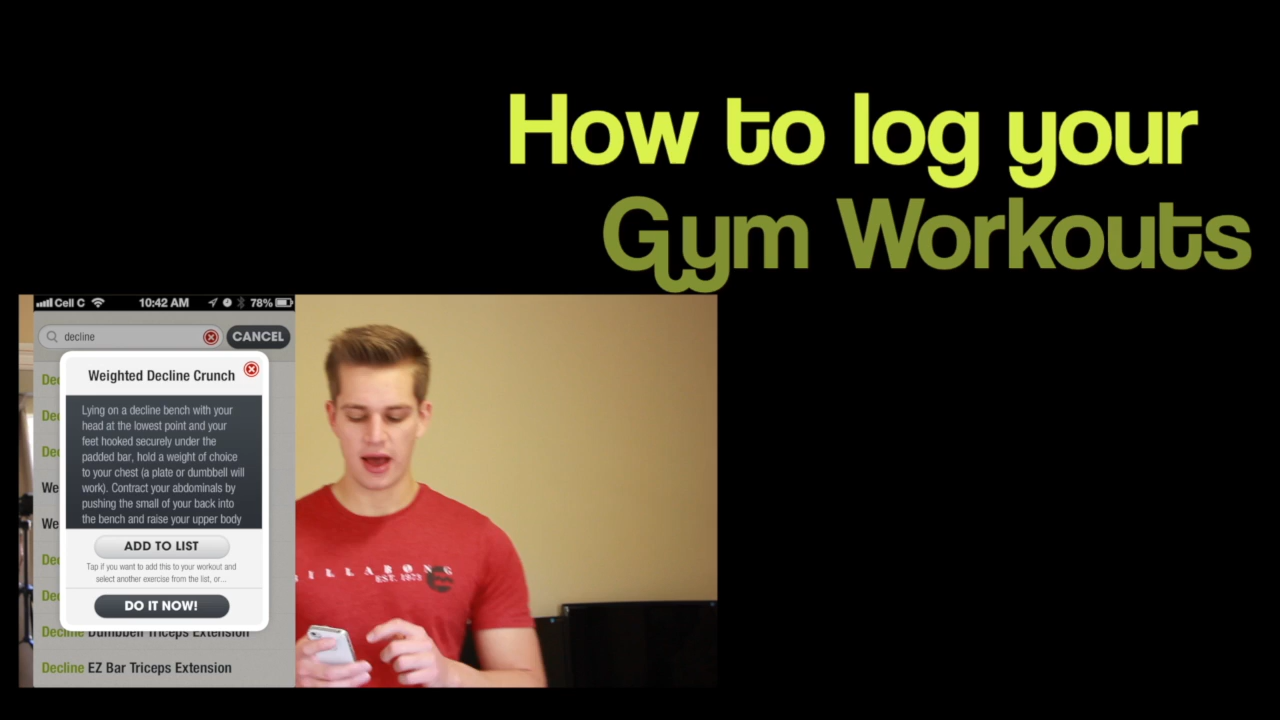 How to log your
Gym Workouts
Cell C 10:42 AM 78%
decline
CANCEL
Weighted Decline Crunch
Lying on a decline bench with your
head at the lowest point and your
feet hooked securely under the
padded bar, hold a weight of choice
to your chest (a plate or dumbbell will
work). Contract your abdominals by
pushing the small of your back into
the bench and raise your upper body
ADD TO LIST
Tap if you want to add this to your workout and
select another exercise from the list, or...
DO IT NOW!
Decline Dumbbell Triceps Extension
Decline EZ Bar Triceps Extension
EST. 1973